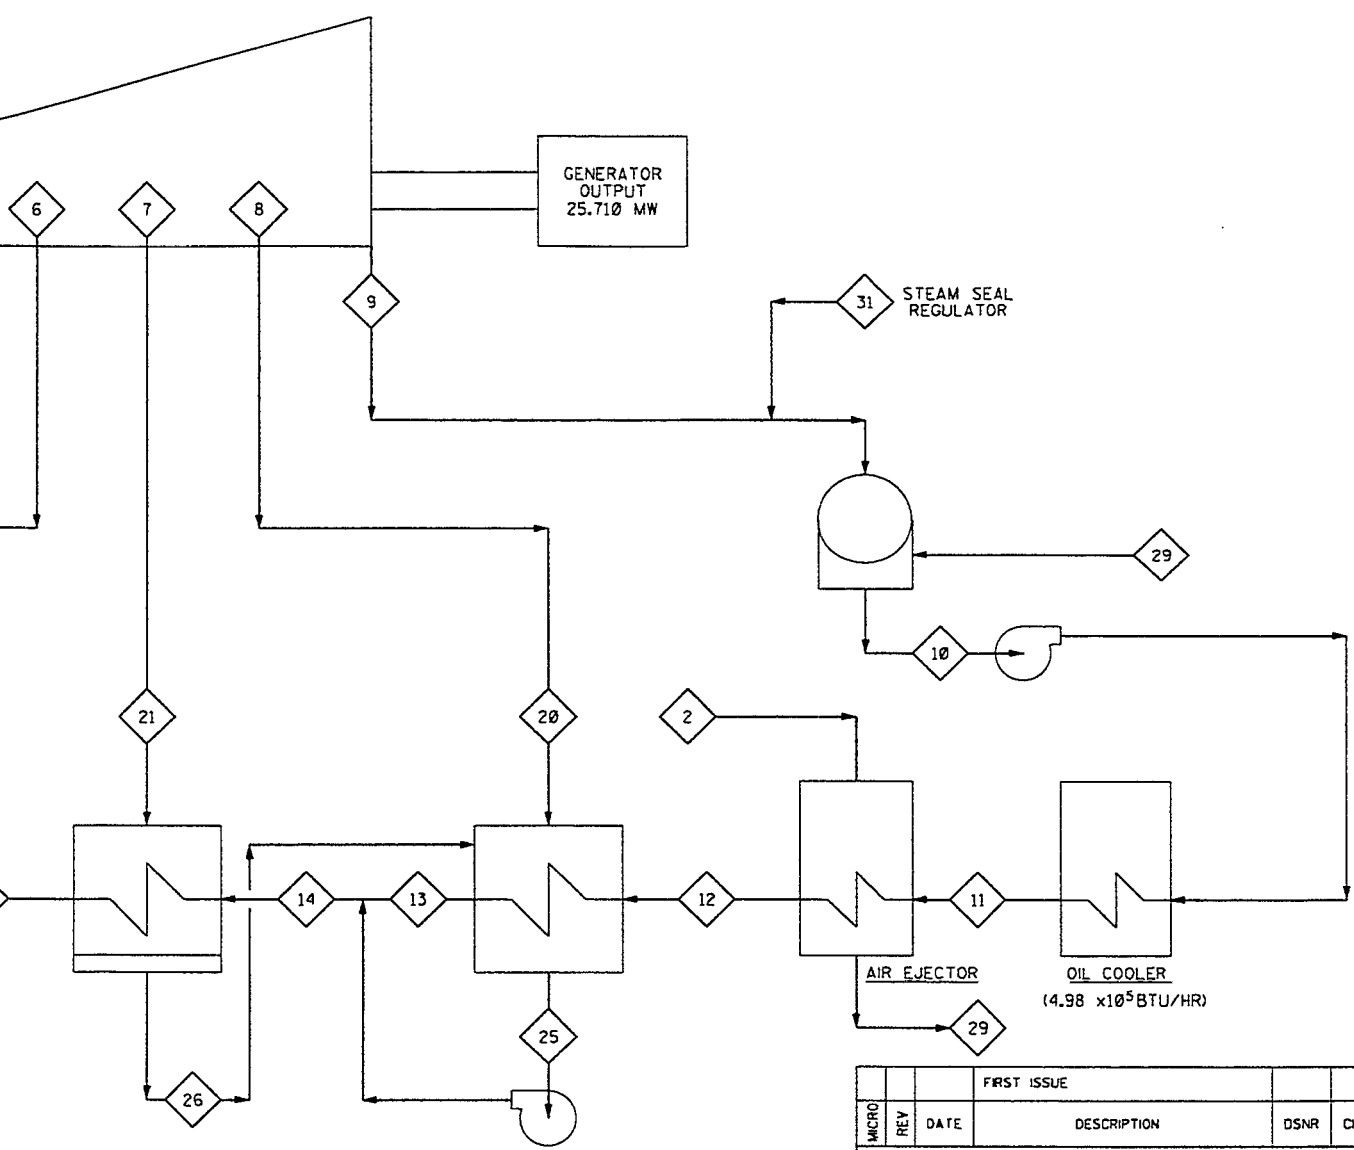 GENERATOR
OUTPUT
25.710 MW
6
7
8
9
31
STEAM SEAL
REGULATOR
29
10
21
20
2
14
13
12
11
AIR EJECTOR
OIL COOLER
(4.98 x10⁵BTU/HR)
25
29
26
FIRST ISSUE
MICRO
REV
DATE
DESCRIPTION
DSNR